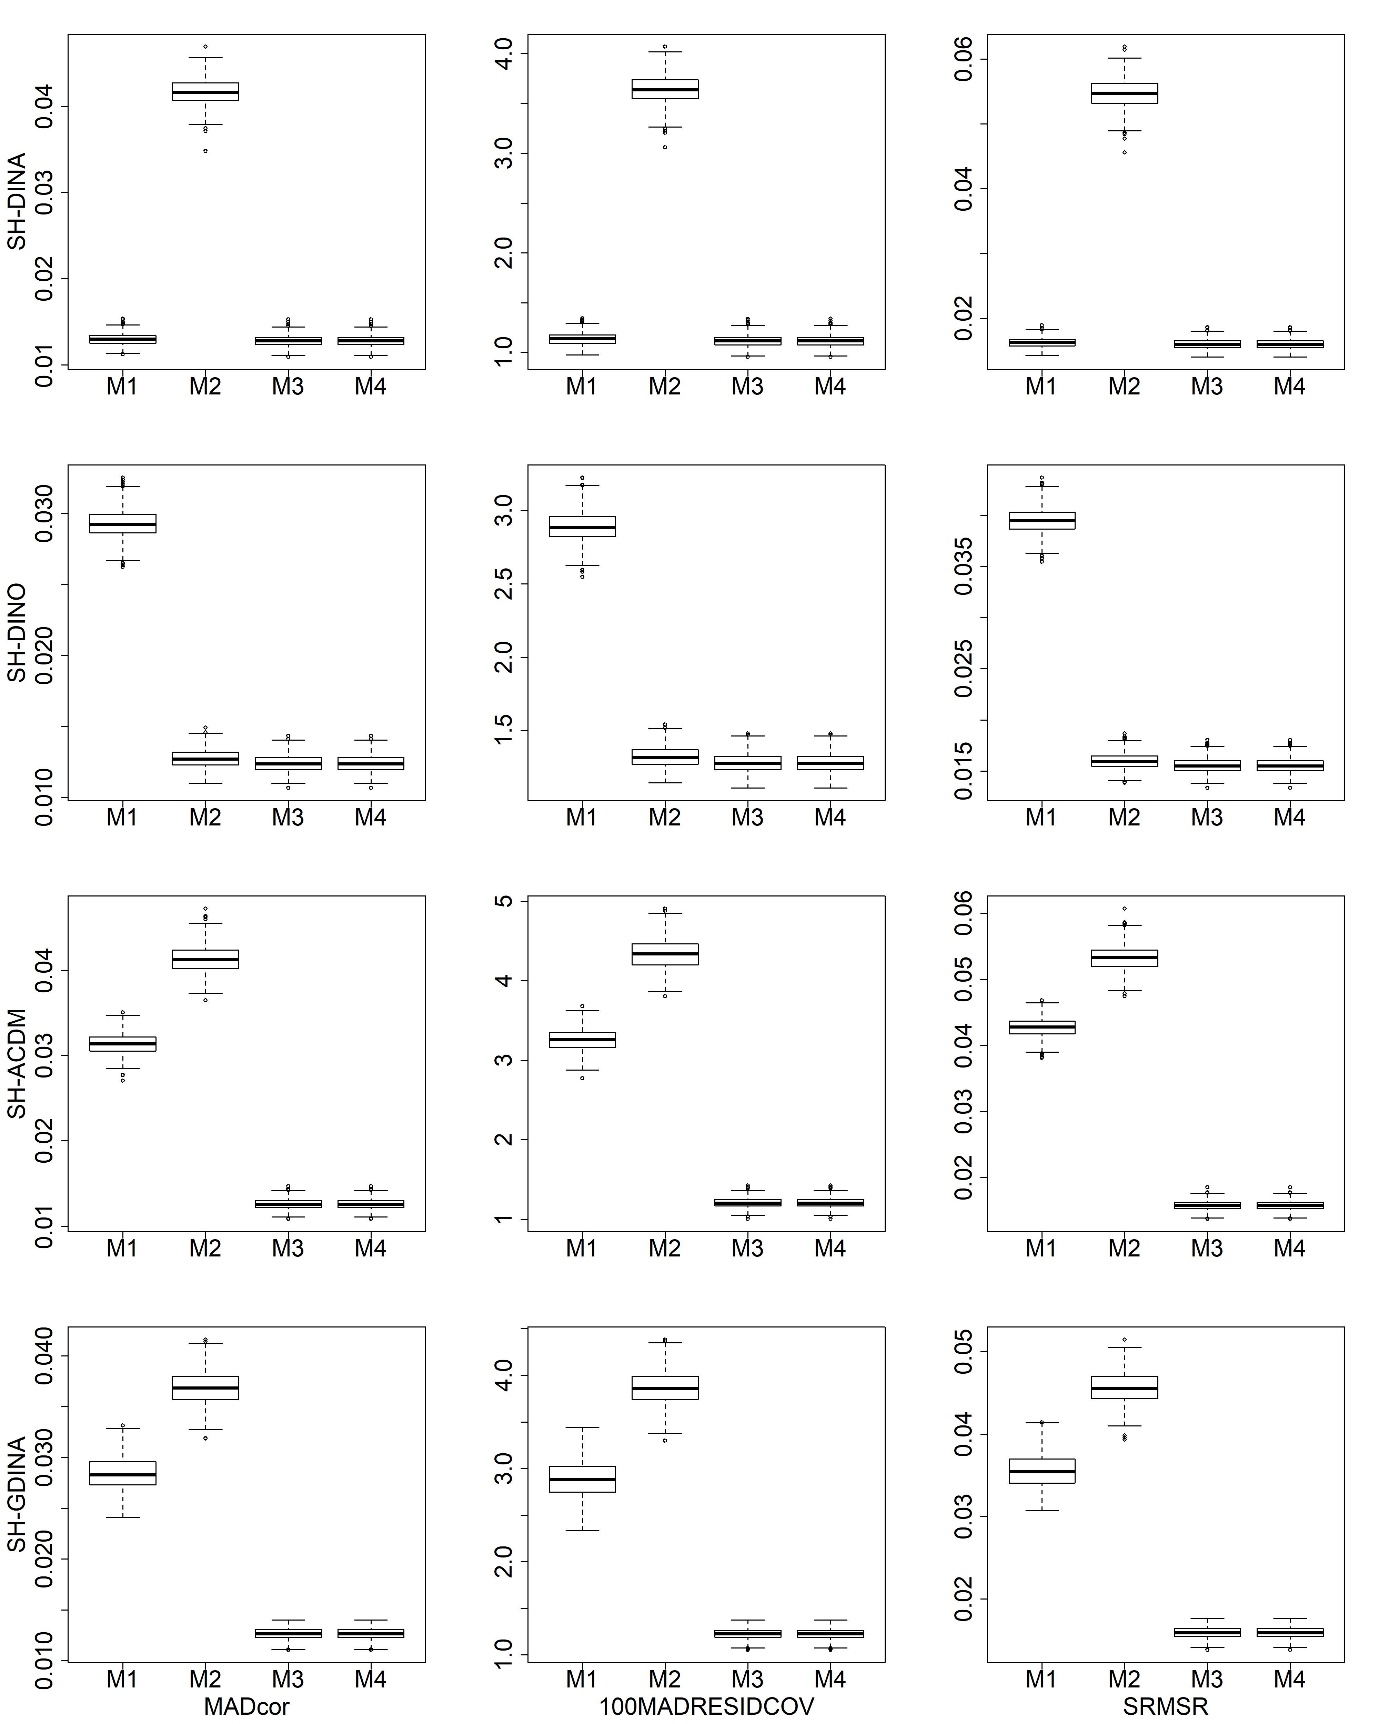 SH-DINA
0.01 0.02 0.03 0.04
M1 M2 M3 M4
1.0 2.0 3.0 4.0
M1 M2 M3 M4
0.02 0.04 0.06
M1 M2 M3 M4
SH-DINO
0.010 0.020 0.030
M1 M2 M3 M4
1.5 2.0 2.5 3.0
M1 M2 M3 M4
0.015 0.025 0.035
M1 M2 M3 M4
SH-ACDM
0.01 0.02 0.03 0.04
M1 M2 M3 M4
1 2 3 4 5
M1 M2 M3 M4
0.02 0.03 0.04 0.05 0.06
M1 M2 M3 M4
SH-GDINA
0.010 0.020 0.030 0.040
M1 M2 M3 M4
MADcor
1.0 2.0 3.0 4.0
M1 M2 M3 M4
100MADRESIDCOV
0.02 0.03 0.04 0.05
M1 M2 M3 M4
SRMSR